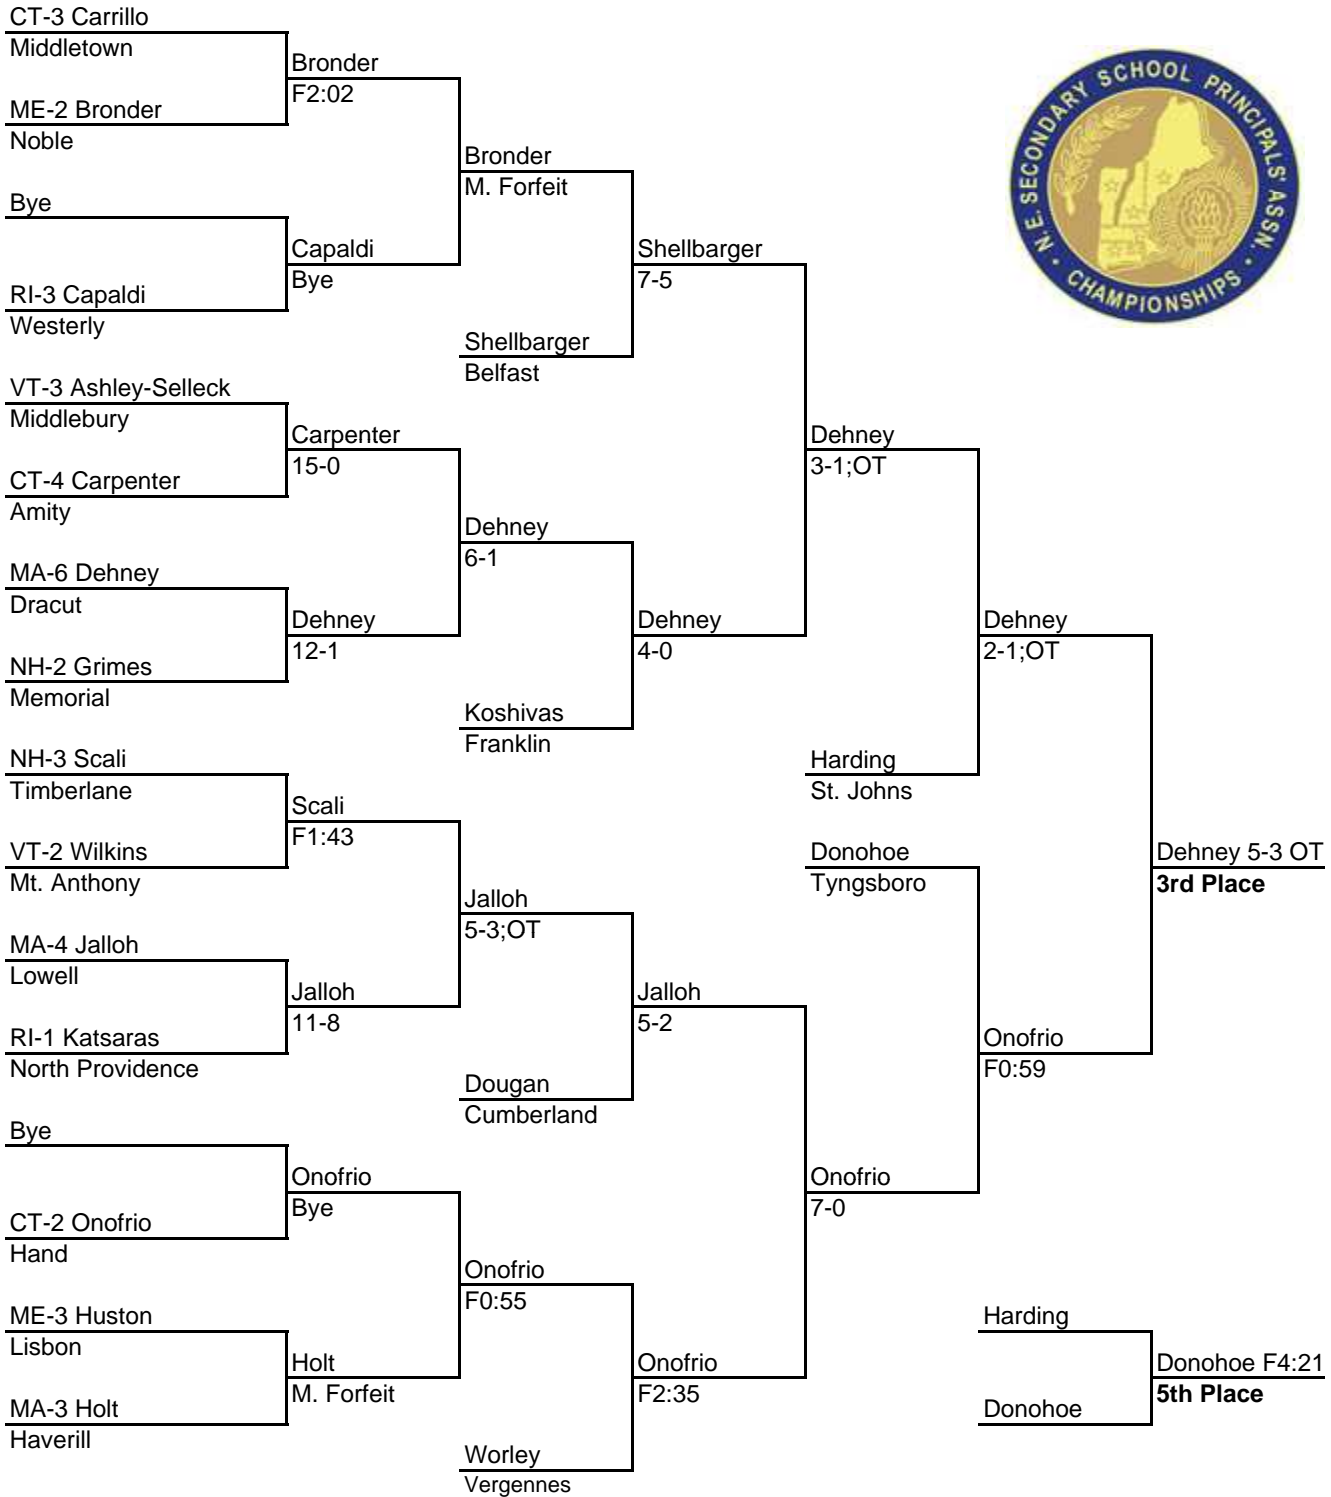 CT-3 Carrillo
Middletown
ME-2 Bronder
Noble
Bye
RI-3 Capaldi
Westerly
VT-3 Ashley-Selleck
Middlebury
CT-4 Carpenter
Amity
MA-6 Dehney
Dracut
NH-2 Grimes
Memorial
NH-3 Scali
Timberlane
VT-2 Wilkins
Mt. Anthony
MA-4 Jalloh
Lowell
RI-1 Katsaras
North Providence
Bye
CT-2 Onofrio
Hand
ME-3 Huston
Lisbon
MA-3 Holt
Haverill
Bronder
F2:02
Capaldi
Bye
Carpenter
15-0
Dehney
12-1
Scali
F1:43
Jalloh
11-8
Onofrio
Bye
Holt
M. Forfeit
Bronder
M. Forfeit
Shellbarger
Belfast
Dehney
6-1
Koshivas
Franklin
Jalloh
5-3;OT
Dougan
Cumberland
Onofrio
F0:55
Worley
Vergennes
Shellbarger
7-5
Dehney
4-0
Jalloh
5-2
Onofrio
F2:35
Dehney
3-1;OT
Harding
St. Johns
Donohoe
Tyngsboro
Onofrio
7-0
Dehney
2-1;OT
Onofrio
F0:59
Harding
Donohoe
Dehney 5-3 OT
3rd Place
Donohoe F4:21
5th Place
N. E. SECONDARY SCHOOL PRINCIPALS' ASSN.
• CHAMPIONSHIPS •